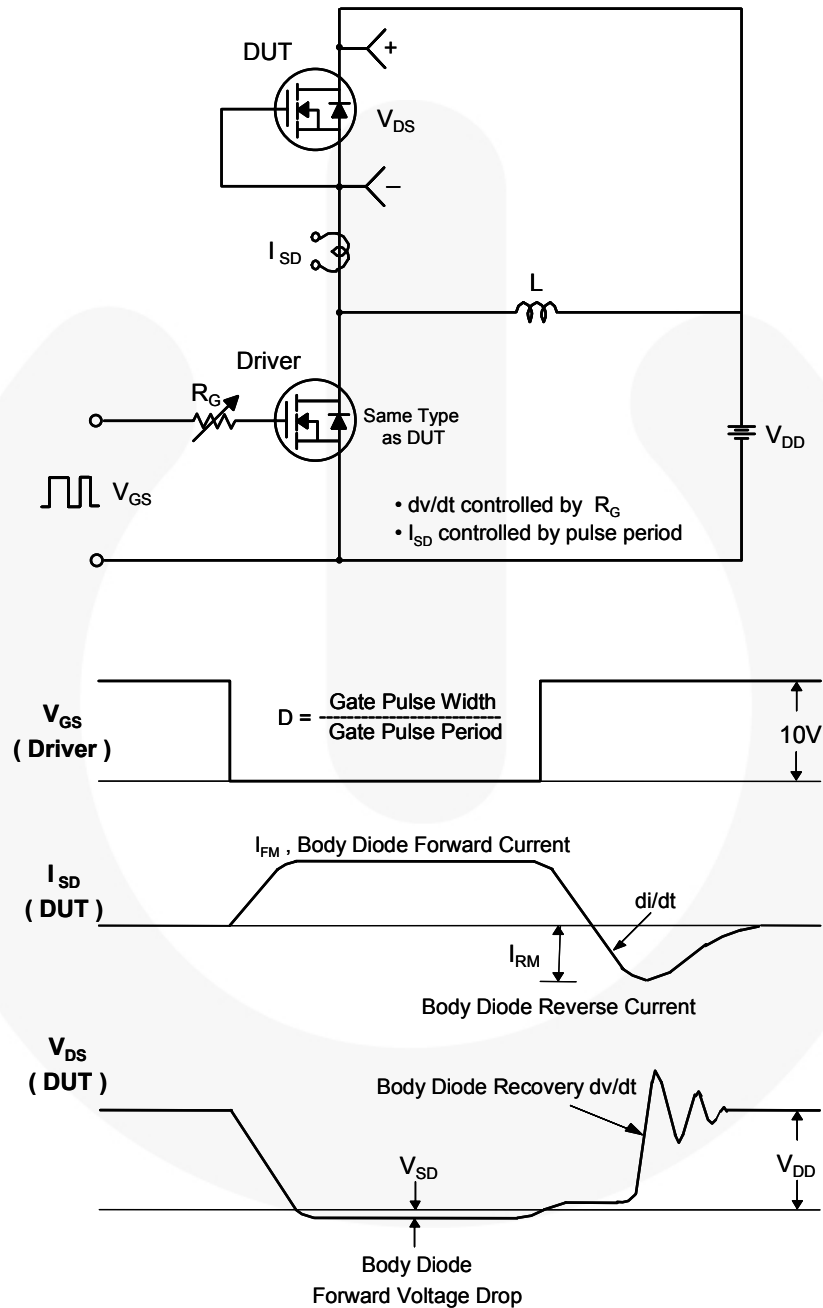 DUT
+
V_DS
–
I_SD
L
Driver
R_G
Same Type
as DUT
V_DD
V_GS
• dv/dt controlled by R_G
• I_SD controlled by pulse period
V_GS
( Driver )
D = Gate Pulse Width
Gate Pulse Period
10V
I_FM , Body Diode Forward Current
I_SD
( DUT )
di/dt
I_RM
Body Diode Reverse Current
V_DS
( DUT )
Body Diode Recovery dv/dt
V_SD
V_DD
Body Diode
Forward Voltage Drop